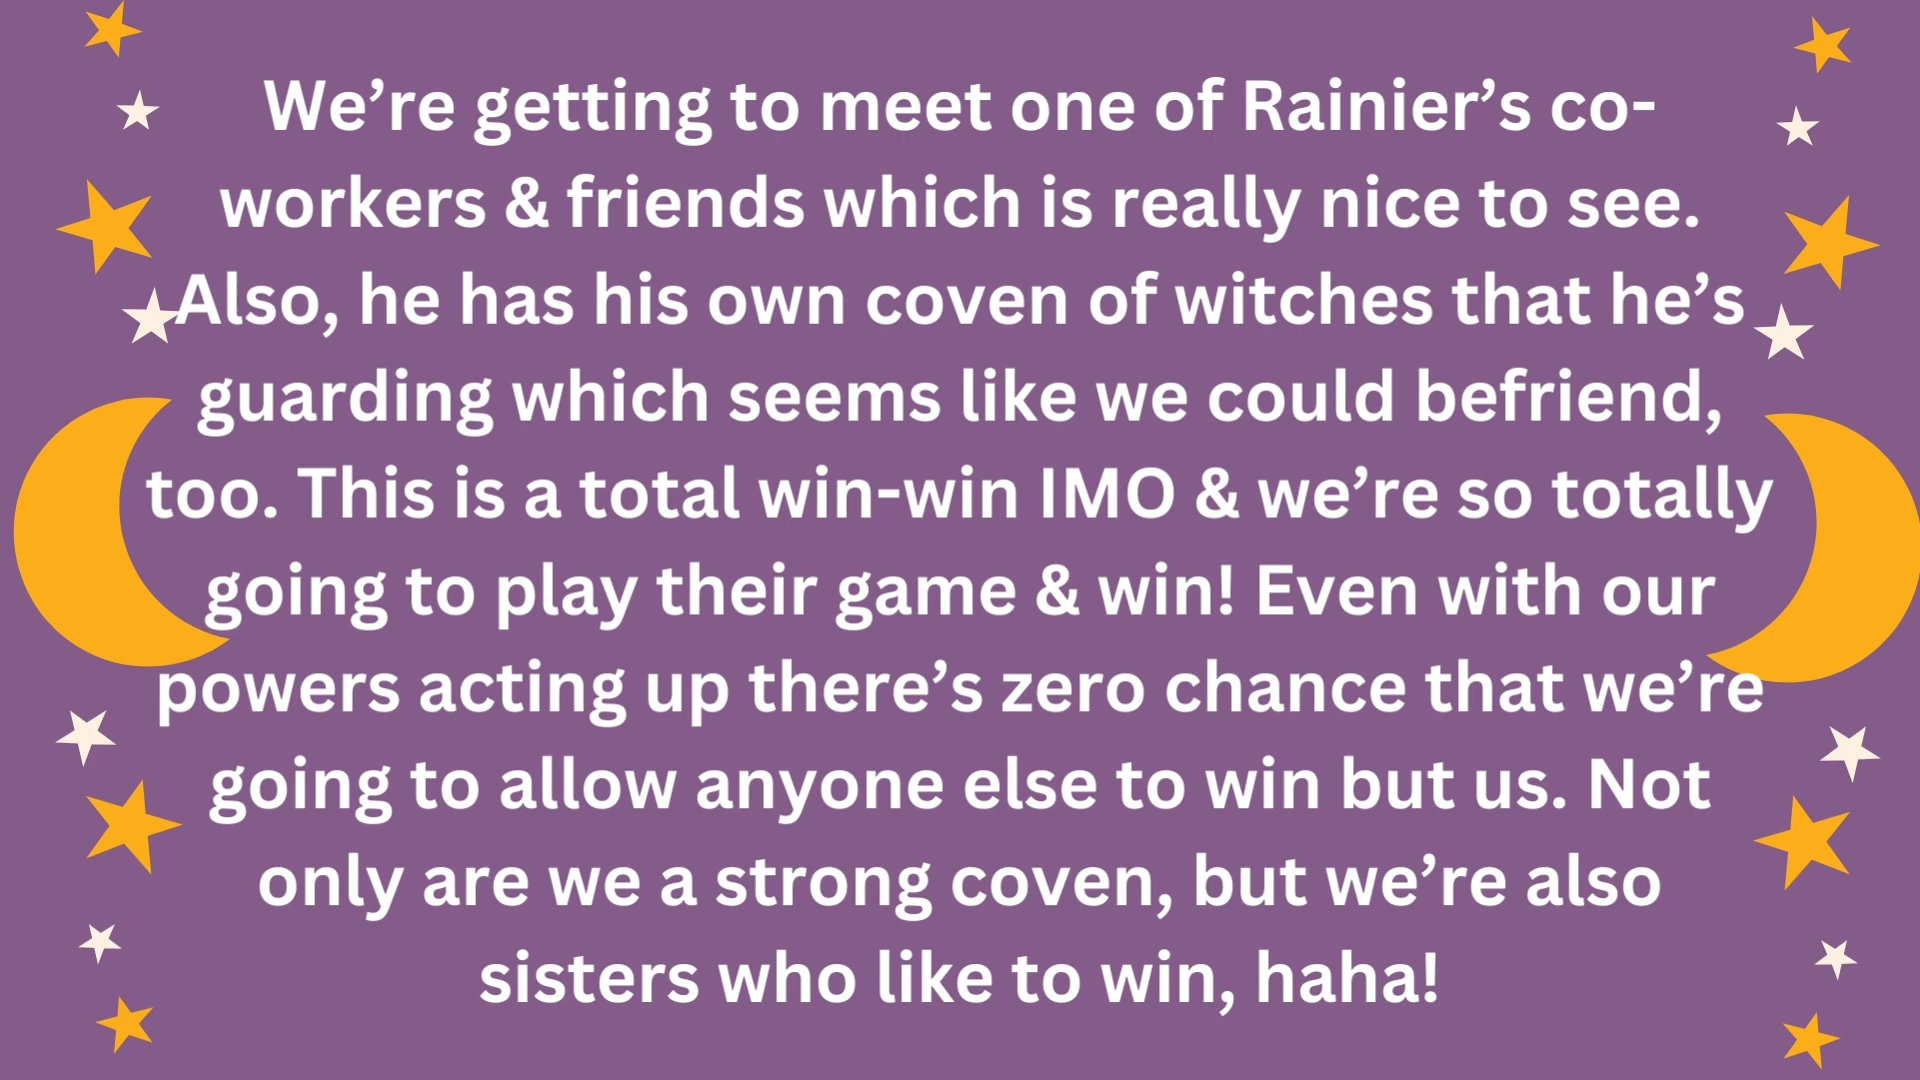 We’re getting to meet one of Rainier’s co-
workers & friends which is really nice to see.
Also, he has his own coven of witches that he’s
guarding which seems like we could befriend,
too. This is a total win-win IMO & we’re so totally
going to play their game & win! Even with our
powers acting up there’s zero chance that we’re
going to allow anyone else to win but us. Not
only are we a strong coven, but we’re also
sisters who like to win, haha!